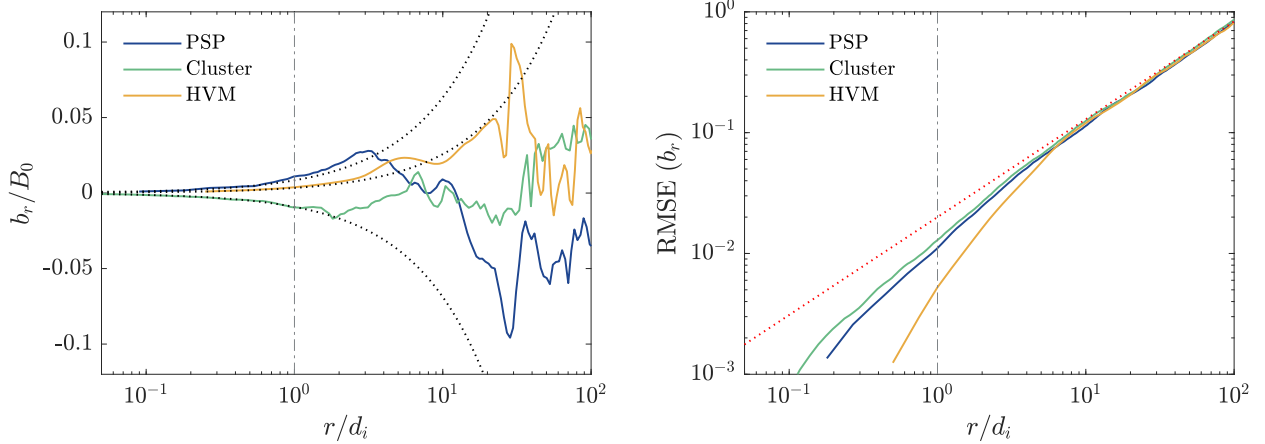 0.1
0.05
0
-0.05
-0.1
b_r/B_0
PSP
Cluster
HVM
10^{-1}
10^0
10^1
10^2
r/d_i
10^0
10^{-1}
10^{-2}
10^{-3}
RMSE (b_r)
PSP
Cluster
HVM
10^{-1}
10^0
10^1
10^2
r/d_i